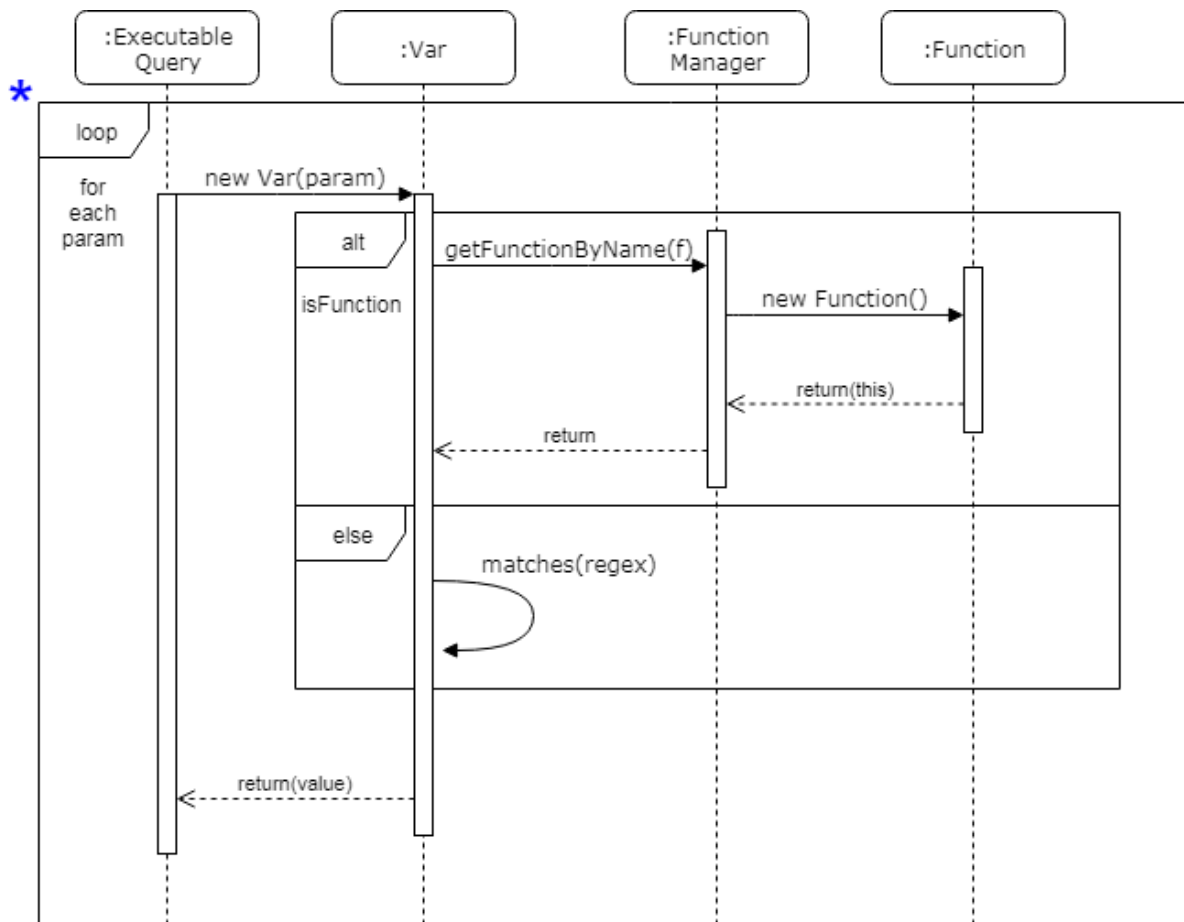 :Executable
Query
:Var
:Function
Manager
:Function
*
loop
for
each
param
new Var(param)
alt
getFunctionByName(f)
isFunction
new Function()
return(this)
return
else
matches(regex)
return(value)